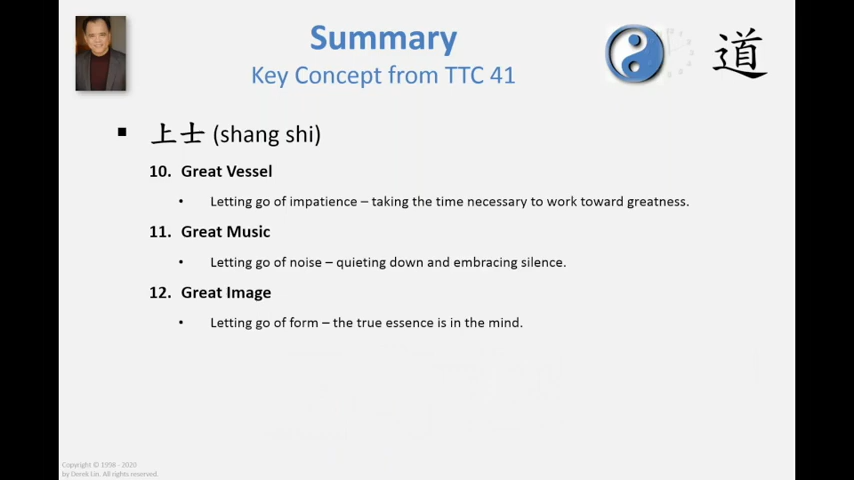 Summary
Key Concept from TTC 41
道
▪ 上士 (shang shi)
10. Great Vessel
• Letting go of impatience – taking the time necessary to work toward greatness.
11. Great Music
• Letting go of noise – quieting down and embracing silence.
12. Great Image
• Letting go of form – the true essence is in the mind.
Copyright © 1998 - 2020
by Derek Lin. All rights reserved.